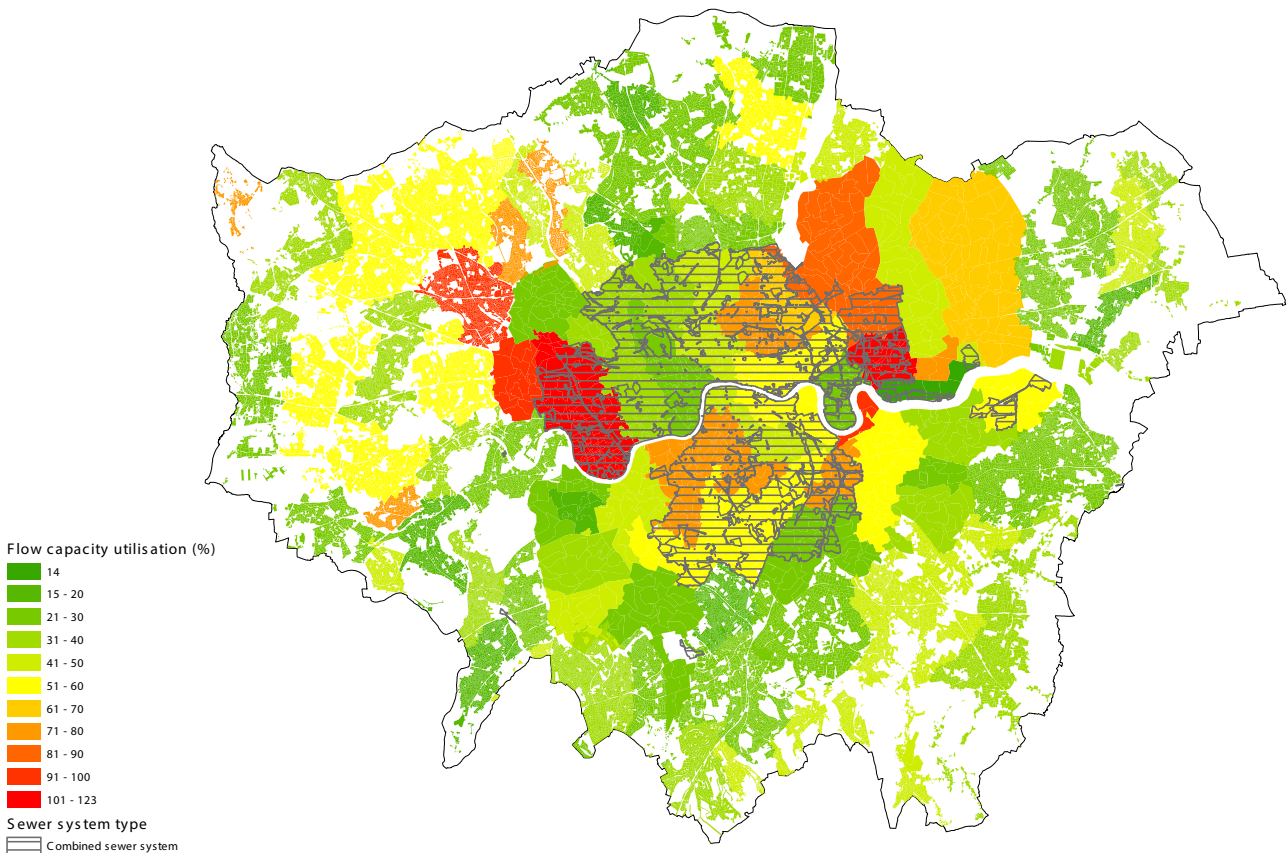 Flow capacity utilisation (%)
14
15 - 20
21 - 30
31 - 40
41 - 50
51 - 60
61 - 70
71 - 80
81 - 90
91 - 100
101 - 123
Sewer system type
Combined sewer system